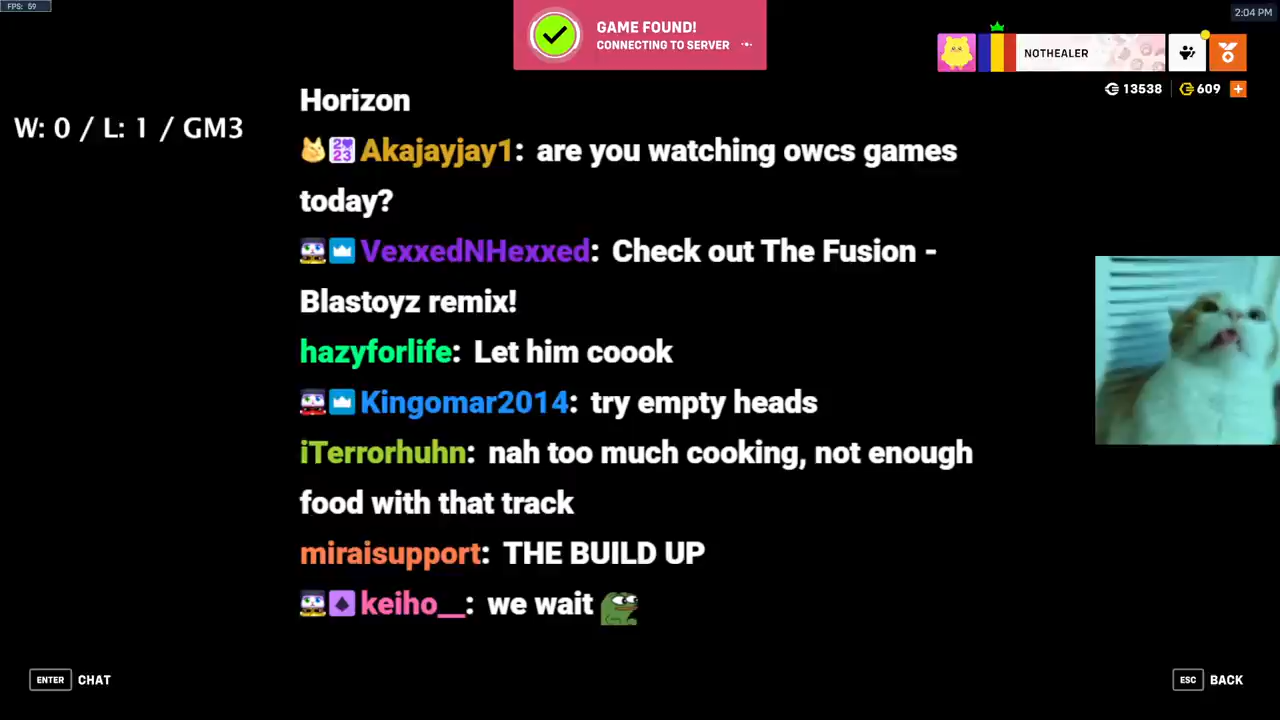 FPS: 59
2:04 PM
GAME FOUND!
CONNECTING TO SERVER
NOTHEALER
13538
609
W: 0 / L: 1 / GM3
Horizon
Akajayjay1: are you watching owcs games
today?
VexxedNHexxed: Check out The Fusion -
Blastoyz remix!
hazyforlife: Let him coook
Kingomar2014: try empty heads
iTerrorhuhn: nah too much cooking, not enough
food with that track
miraisupport: THE BUILD UP
keiho__: we wait
ENTER CHAT
ESC BACK